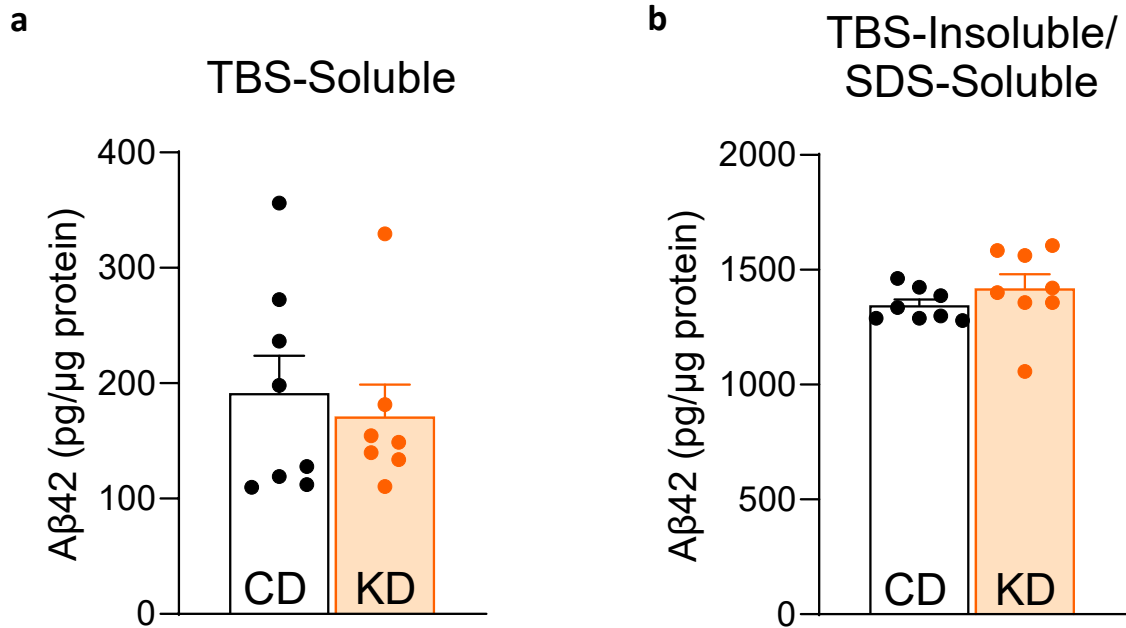 a
TBS-Soluble
Aβ42 (pg/µg protein)
400
300
200
100
0
CD
KD
b
TBS-Insoluble/
SDS-Soluble
Aβ42 (pg/µg protein)
2000
1500
1000
500
0
CD
KD